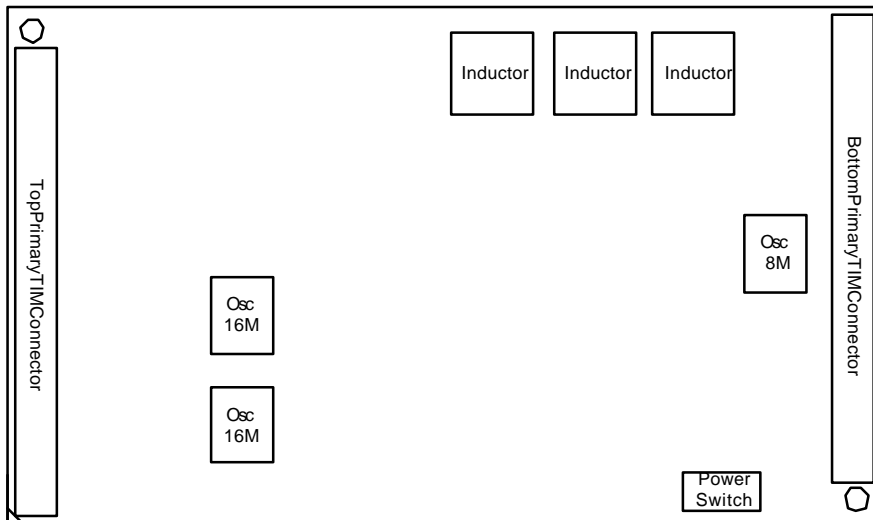 Inductor Inductor Inductor
TopPrimaryTIMConnector
BottomPrimaryTIMConnector
Osc
8M
Osc
16M
Osc
16M
Power
Switch